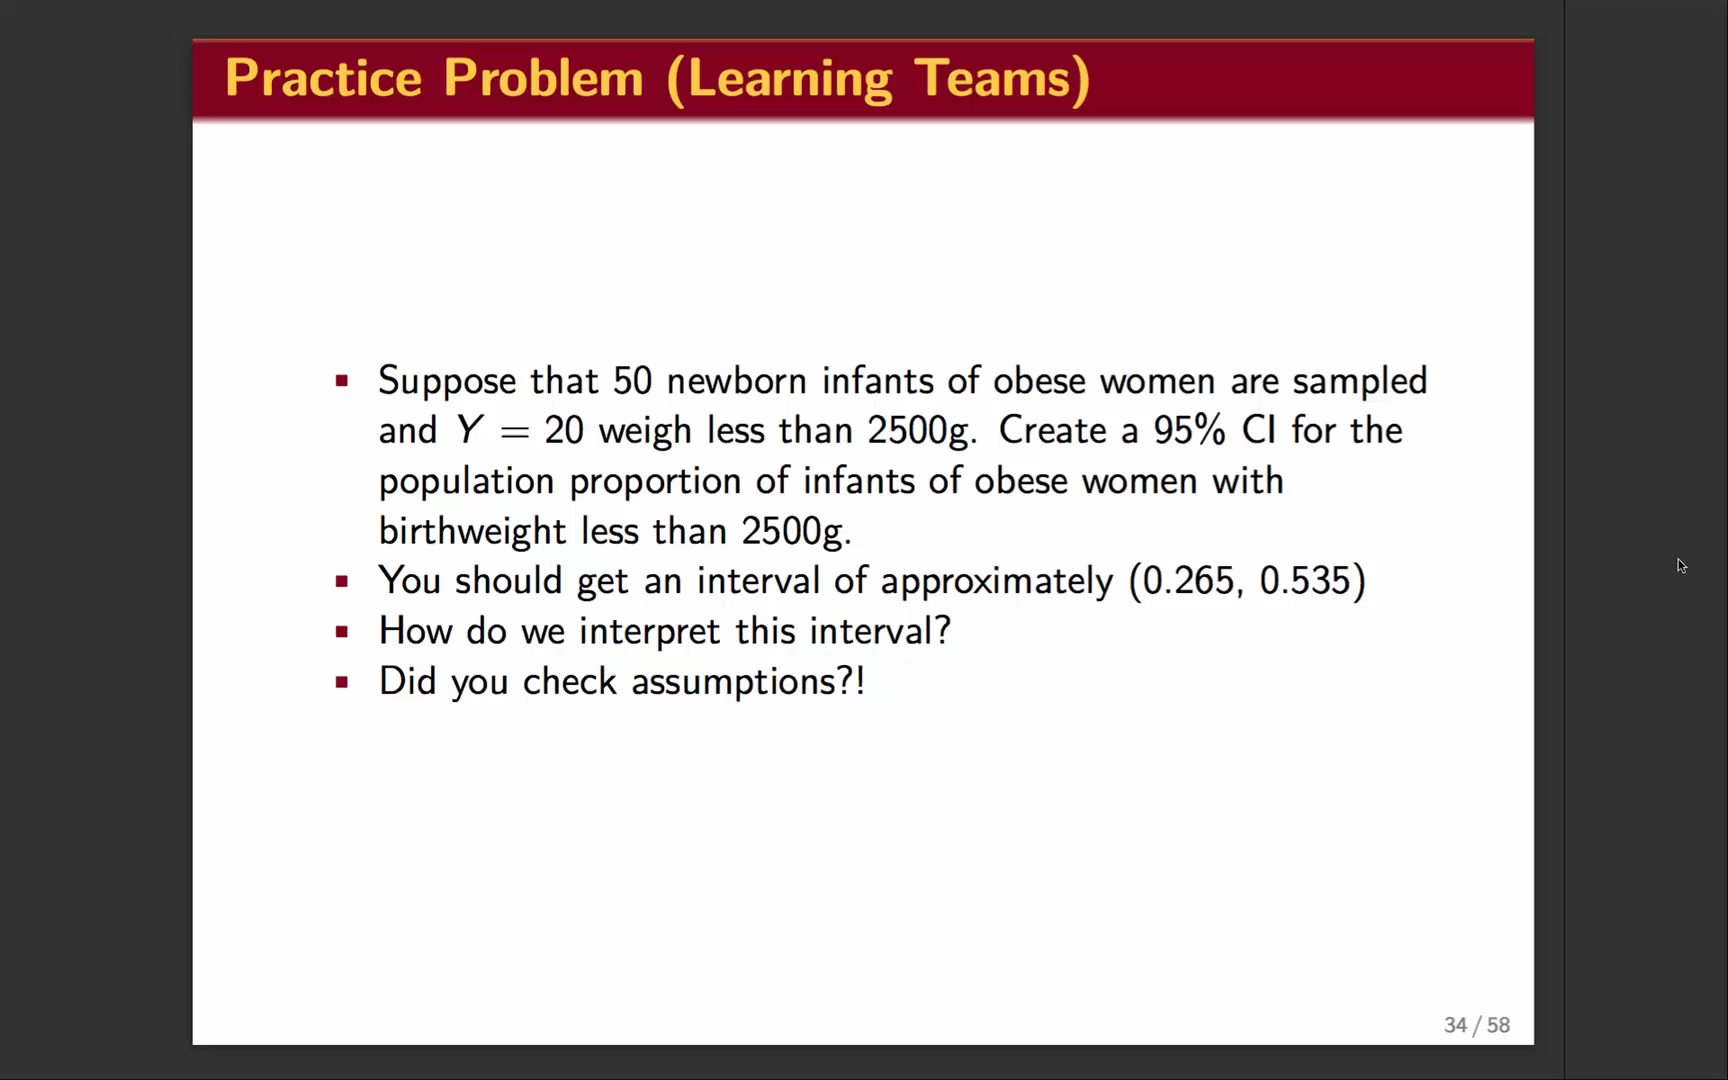 Practice Problem (Learning Teams)
Suppose that 50 newborn infants of obese women are sampled
and Y = 20 weigh less than 2500g. Create a 95% CI for the
population proportion of infants of obese women with
birthweight less than 2500g.
You should get an interval of approximately (0.265, 0.535)
How do we interpret this interval?
Did you check assumptions?!
34 / 58